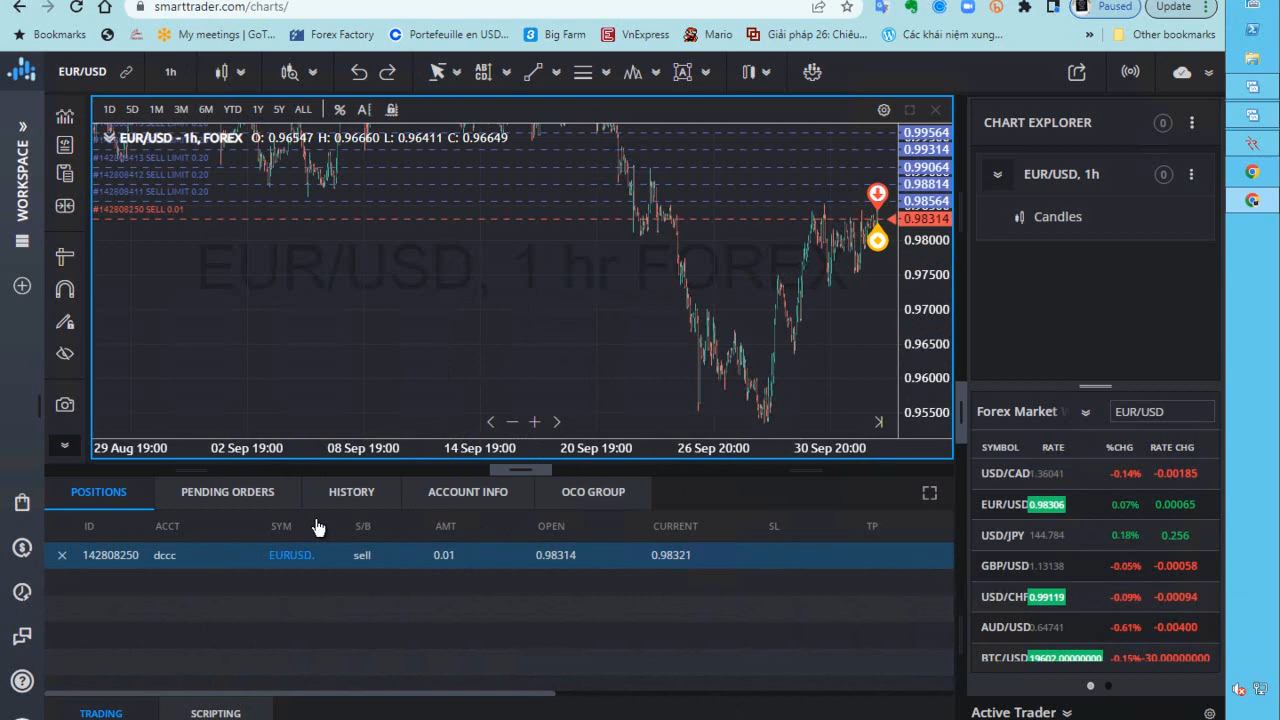 smarttrader.com/charts/
Paused
Update
Bookmarks
My meetings | GoT...
Forex Factory
Portefeuille en USD...
Big Farm
VnExpress
Mario
Giải pháp 26: Chiêu...
Các khái niệm xung...
»
Other bookmarks
EUR/USD
1h
WORKSPACE
1D 5D 1M 3M 6M YTD 1Y 5Y ALL
EUR/USD - 1h, FOREX O: 0.96547 H: 0.96660 L: 0.96411 C: 0.96649
#142808413 SELL LIMIT 0.20
#142808412 SELL LIMIT 0.20
#142808411 SELL LIMIT 0.20
#142808250 SELL 0.01
EUR/USD, 1 hr FOREX
0.99564
0.99314
0.99064
0.98814
0.98564
0.98314
0.98000
0.97500
0.97000
0.96500
0.96000
0.95500
29 Aug 19:00 02 Sep 19:00 08 Sep 19:00 14 Sep 19:00 20 Sep 19:00 26 Sep 20:00 30 Sep 20:00
CHART EXPLORER 0
EUR/USD, 1h 0
Candles
Forex Market
EUR/USD
SYMBOL RATE %CHG RATE CHG
USD/CAD 1.36041 -0.14% -0.00185
EUR/USD 0.98306 0.07% 0.00065
USD/JPY 144.784 0.18% 0.256
GBP/USD 1.13138 -0.05% -0.00058
USD/CHF 0.99119 -0.09% -0.00094
AUD/USD 0.64741 -0.61% -0.00400
BTC/USD 19602.00000000 -0.15% -30.00000000
Active Trader
POSITIONS PENDING ORDERS HISTORY ACCOUNT INFO OCO GROUP
ID ACCT SYM S/B AMT OPEN CURRENT SL TP
142808250 dccc EURUSD. sell 0.01 0.98314 0.98321
TRADING SCRIPTING